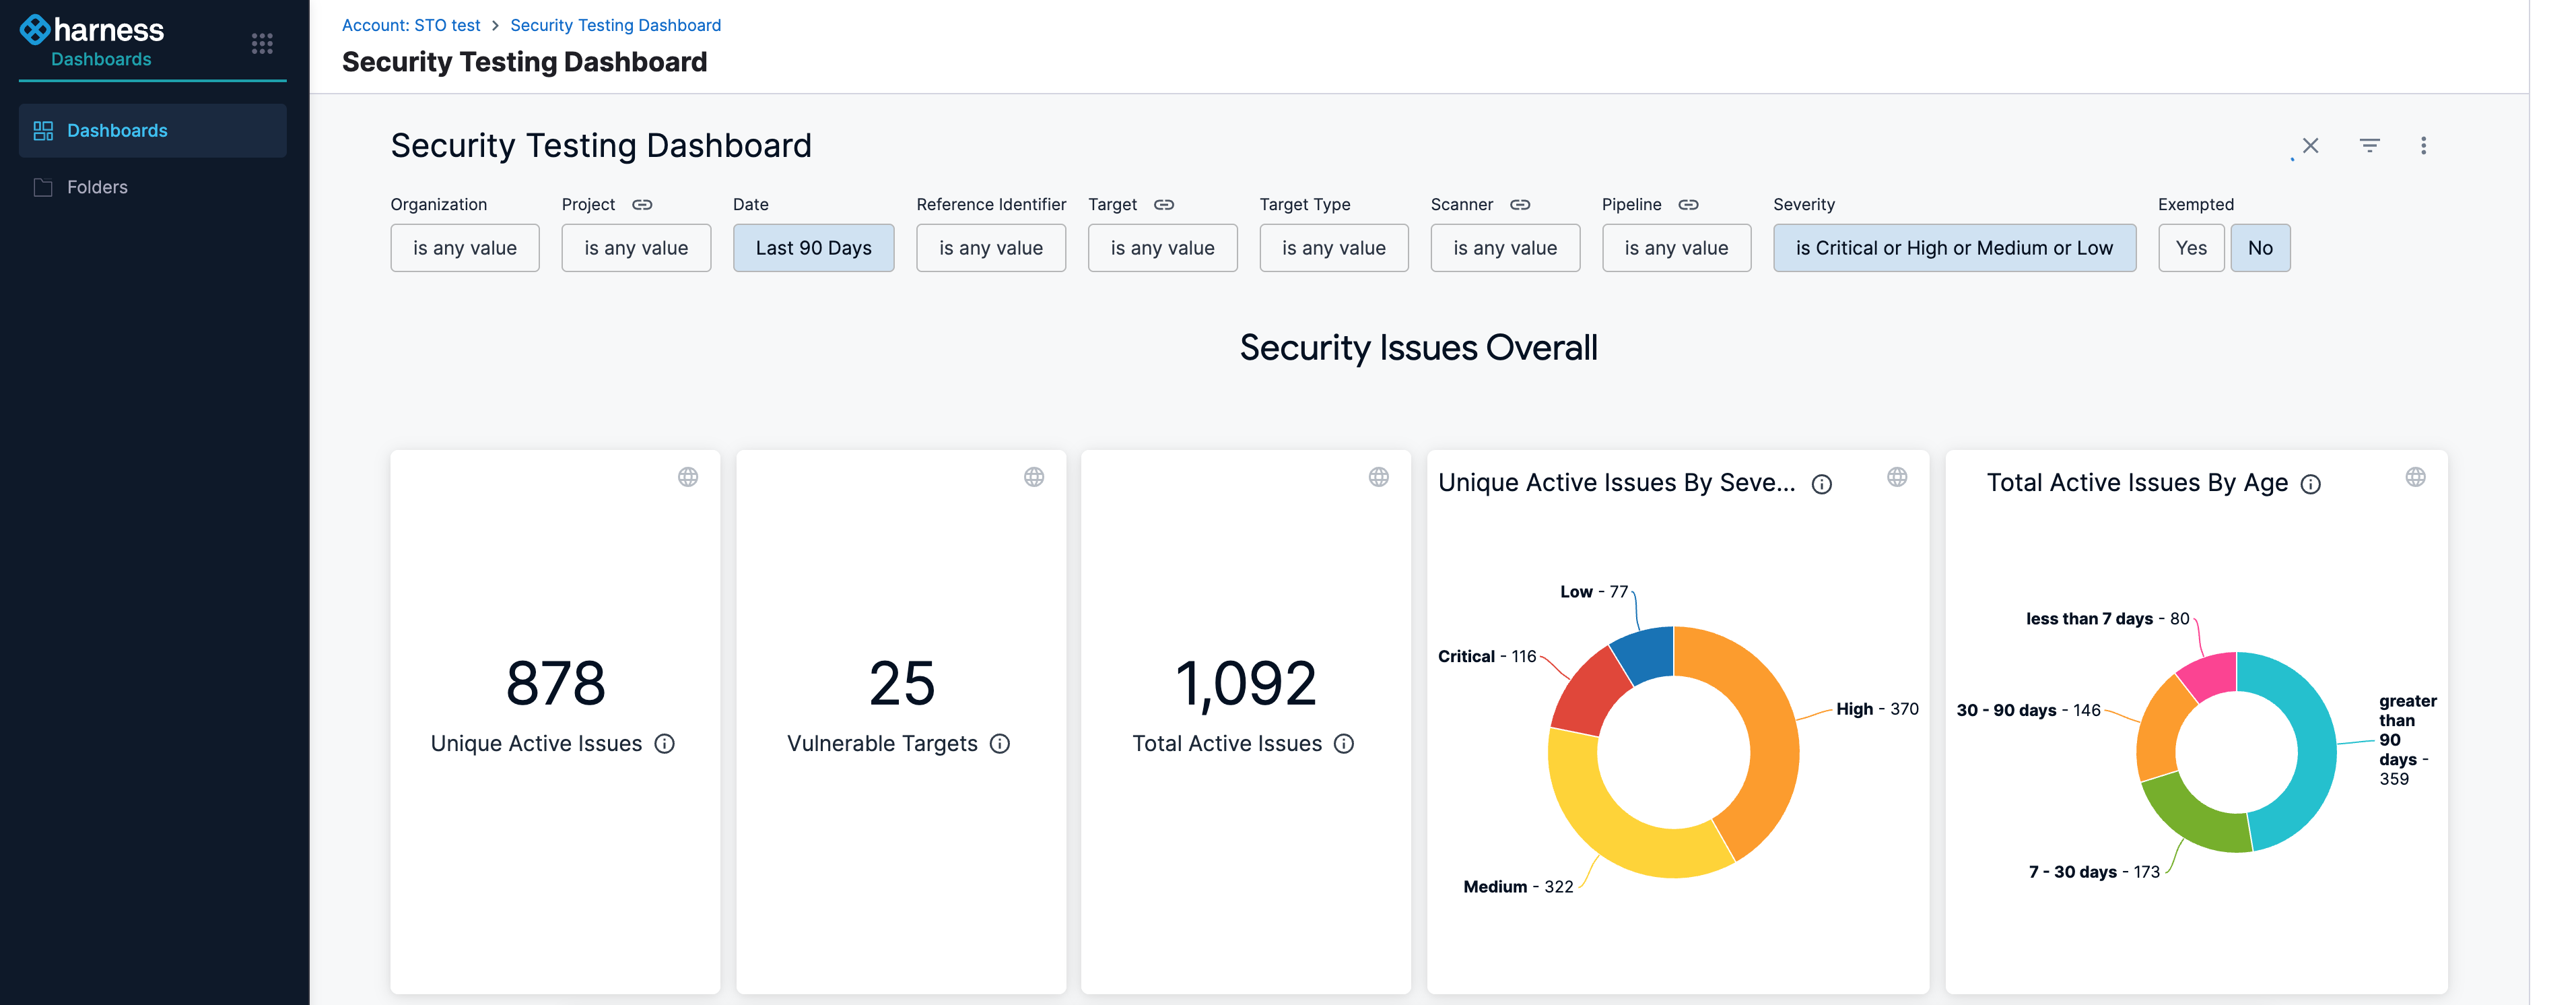 harness
Dashboards
Dashboards
Folders
Account: STO test > Security Testing Dashboard
Security Testing Dashboard
Security Testing Dashboard
Organization
is any value
Project
is any value
Date
Last 90 Days
Reference Identifier
is any value
Target
is any value
Target Type
is any value
Scanner
is any value
Pipeline
is any value
Severity
is Critical or High or Medium or Low
Exempted
Yes
No
Security Issues Overall
878
Unique Active Issues
25
Vulnerable Targets
1,092
Total Active Issues
Unique Active Issues By Seve...
Low - 77
Critical - 116
High - 370
Medium - 322
Total Active Issues By Age
less than 7 days - 80
30 - 90 days - 146
greater
than
90
days -
359
7 - 30 days - 173